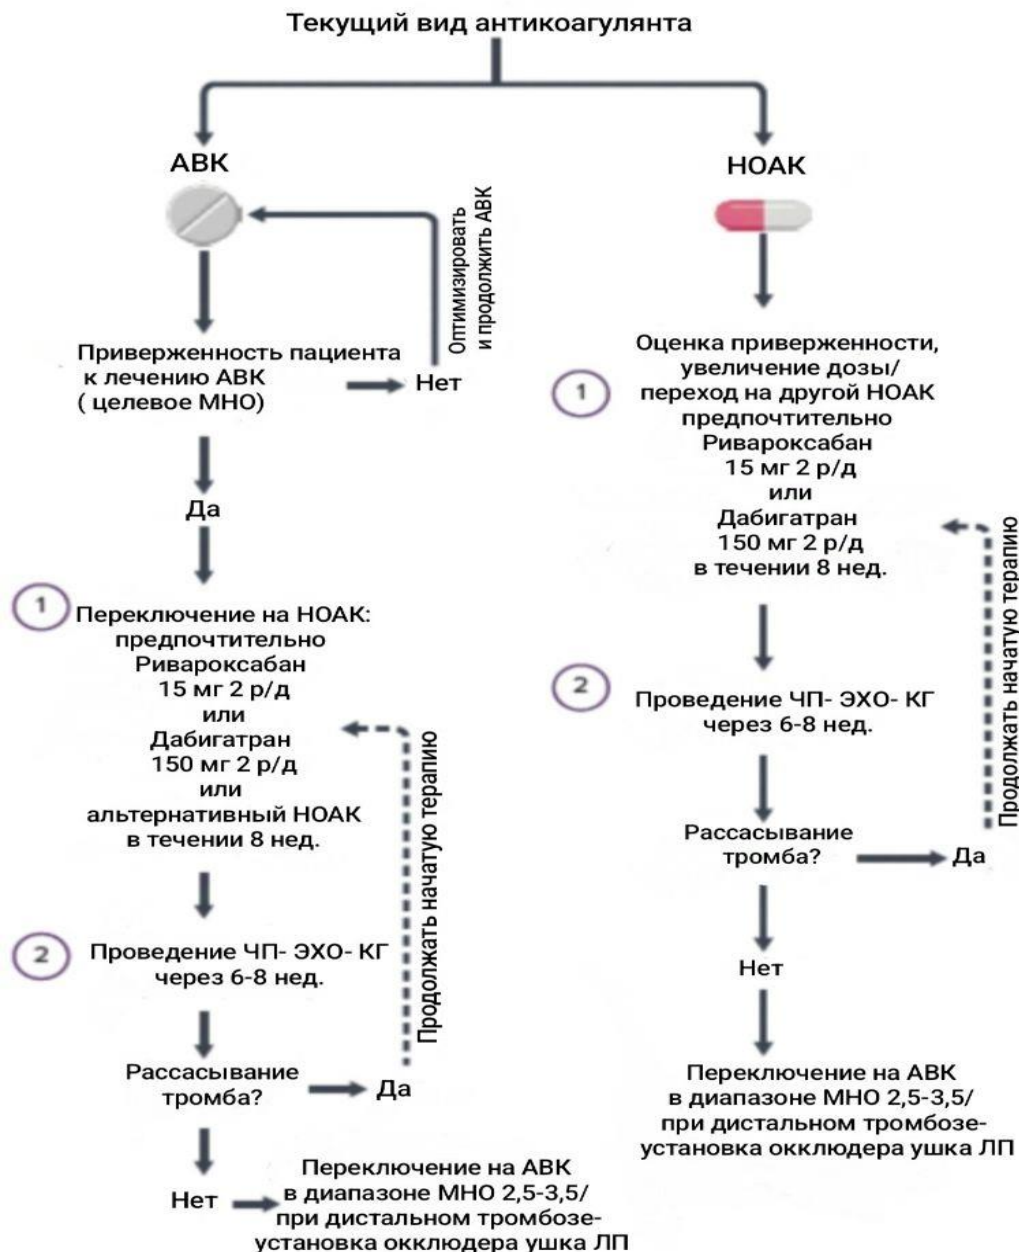 Текущий вид антикоагулянта
АВК
Оптимизировать
и продолжить АВК
Приверженность пациента
к лечению АВК
( целевое МНО)
Нет
Да
1
Переключение на НОАК:
предпочтительно
Ривароксабан
15 мг 2 р/д
или
Дабигатран
150 мг 2 р/д
или
альтернативный НОАК
в течении 8 нед.
2
Проведение ЧП- ЭХО- КГ
через 6-8 нед.
Продолжать начатую терапию
Рассасывание
тромба?
Да
Нет
Переключение на АВК
в диапазоне МНО 2,5-3,5/
при дистальном тромбозе-
установка окклюдера ушка ЛП
НОАК
1
Оценка приверженности,
увеличение дозы/
переход на другой НОАК
предпочтительно
Ривароксабан
15 мг 2 р/д
или
Дабигатран
150 мг 2 р/д
в течении 8 нед.
2
Проведение ЧП- ЭХО- КГ
через 6-8 нед.
Продолжать начатую терапию
Рассасывание
тромба?
Да
Нет
Переключение на АВК
в диапазоне МНО 2,5-3,5/
при дистальном тромбозе-
установка окклюдера ушка ЛП